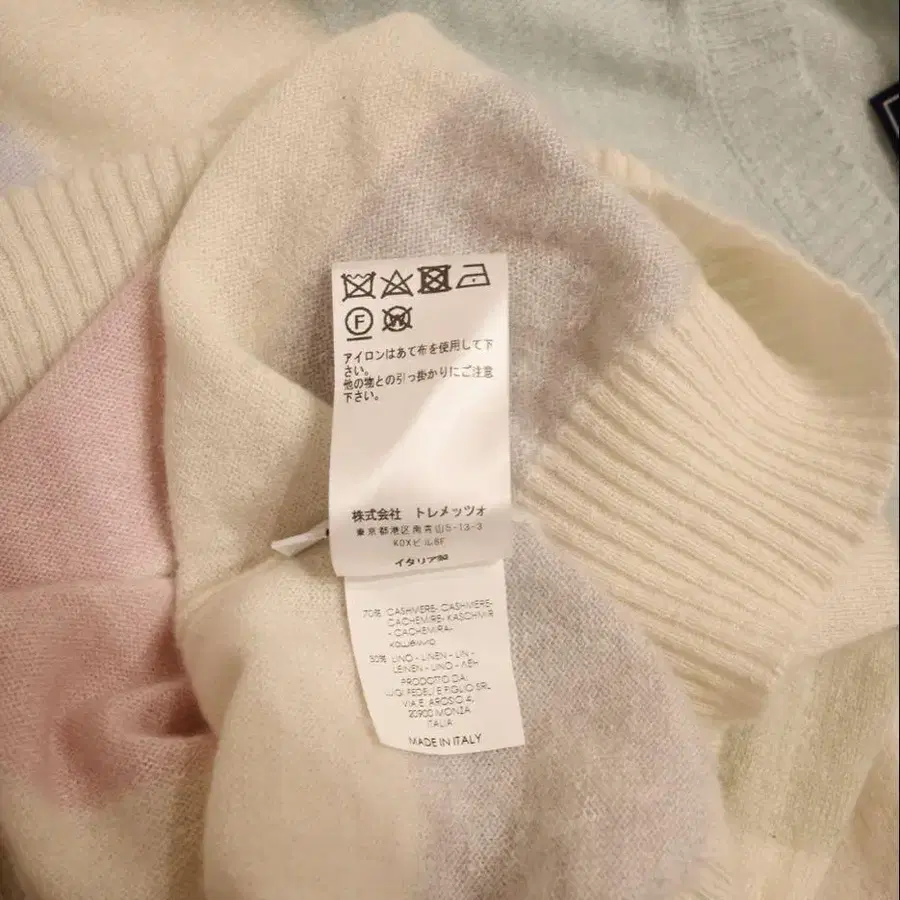 F
W
アイロンはあて布を使用して下
さい。
他の物との引っ掛かりにご注意
下さい。
株式会社 トレメッツォ
東京都港区南青山5-13-3
KDXビル8F
イタリア製
70% CASHMERE- CASHMERE-
CACHEMIRE- KASCHMIR
- CACHEMIRA-
кашемир
30% LINO - LINEN - LIN -
LEINEN - LINO - ΛЕН
PRODOTTO DA:
LUIGI FEDELI E FIGLIO SRL
VIA E. AROSIO 4,
20900 MONZA
ITALIA
MADE IN ITALY